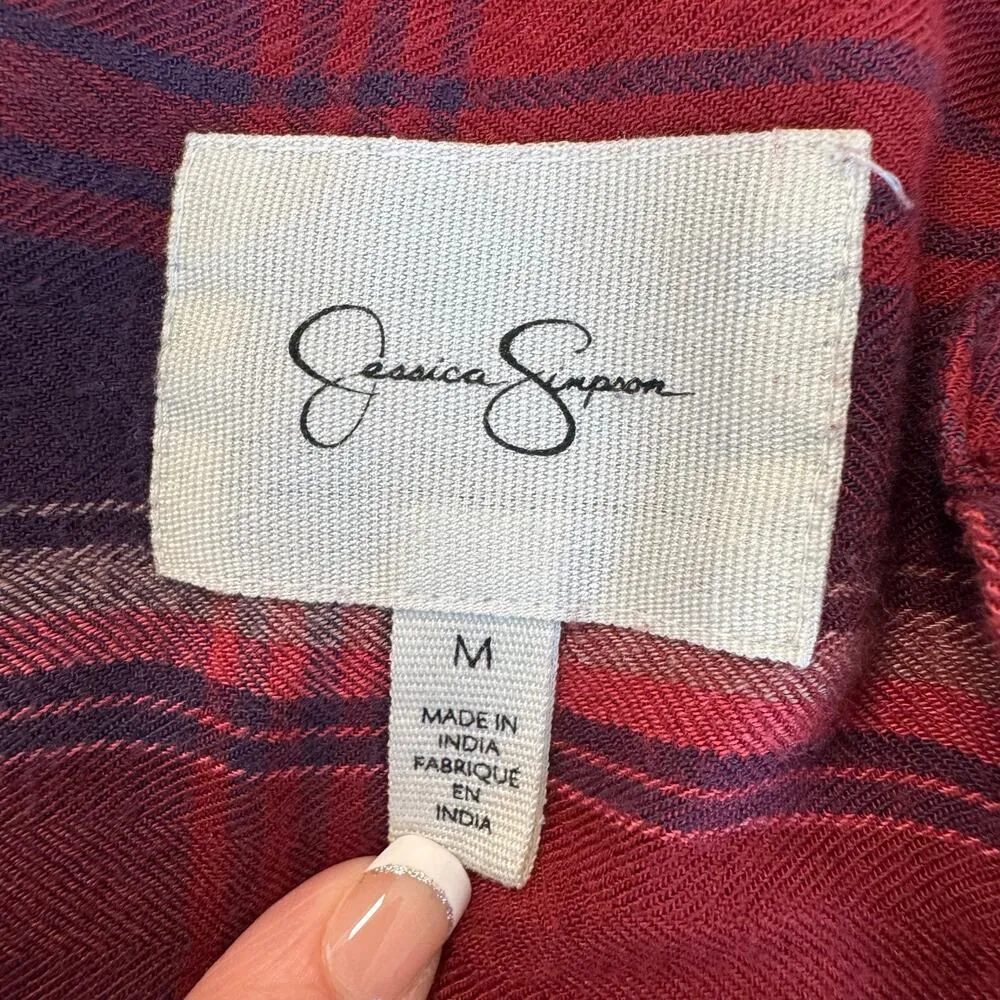 Jessica Simpson
M
MADE IN
INDIA
FABRIQUÉ
EN
INDIA